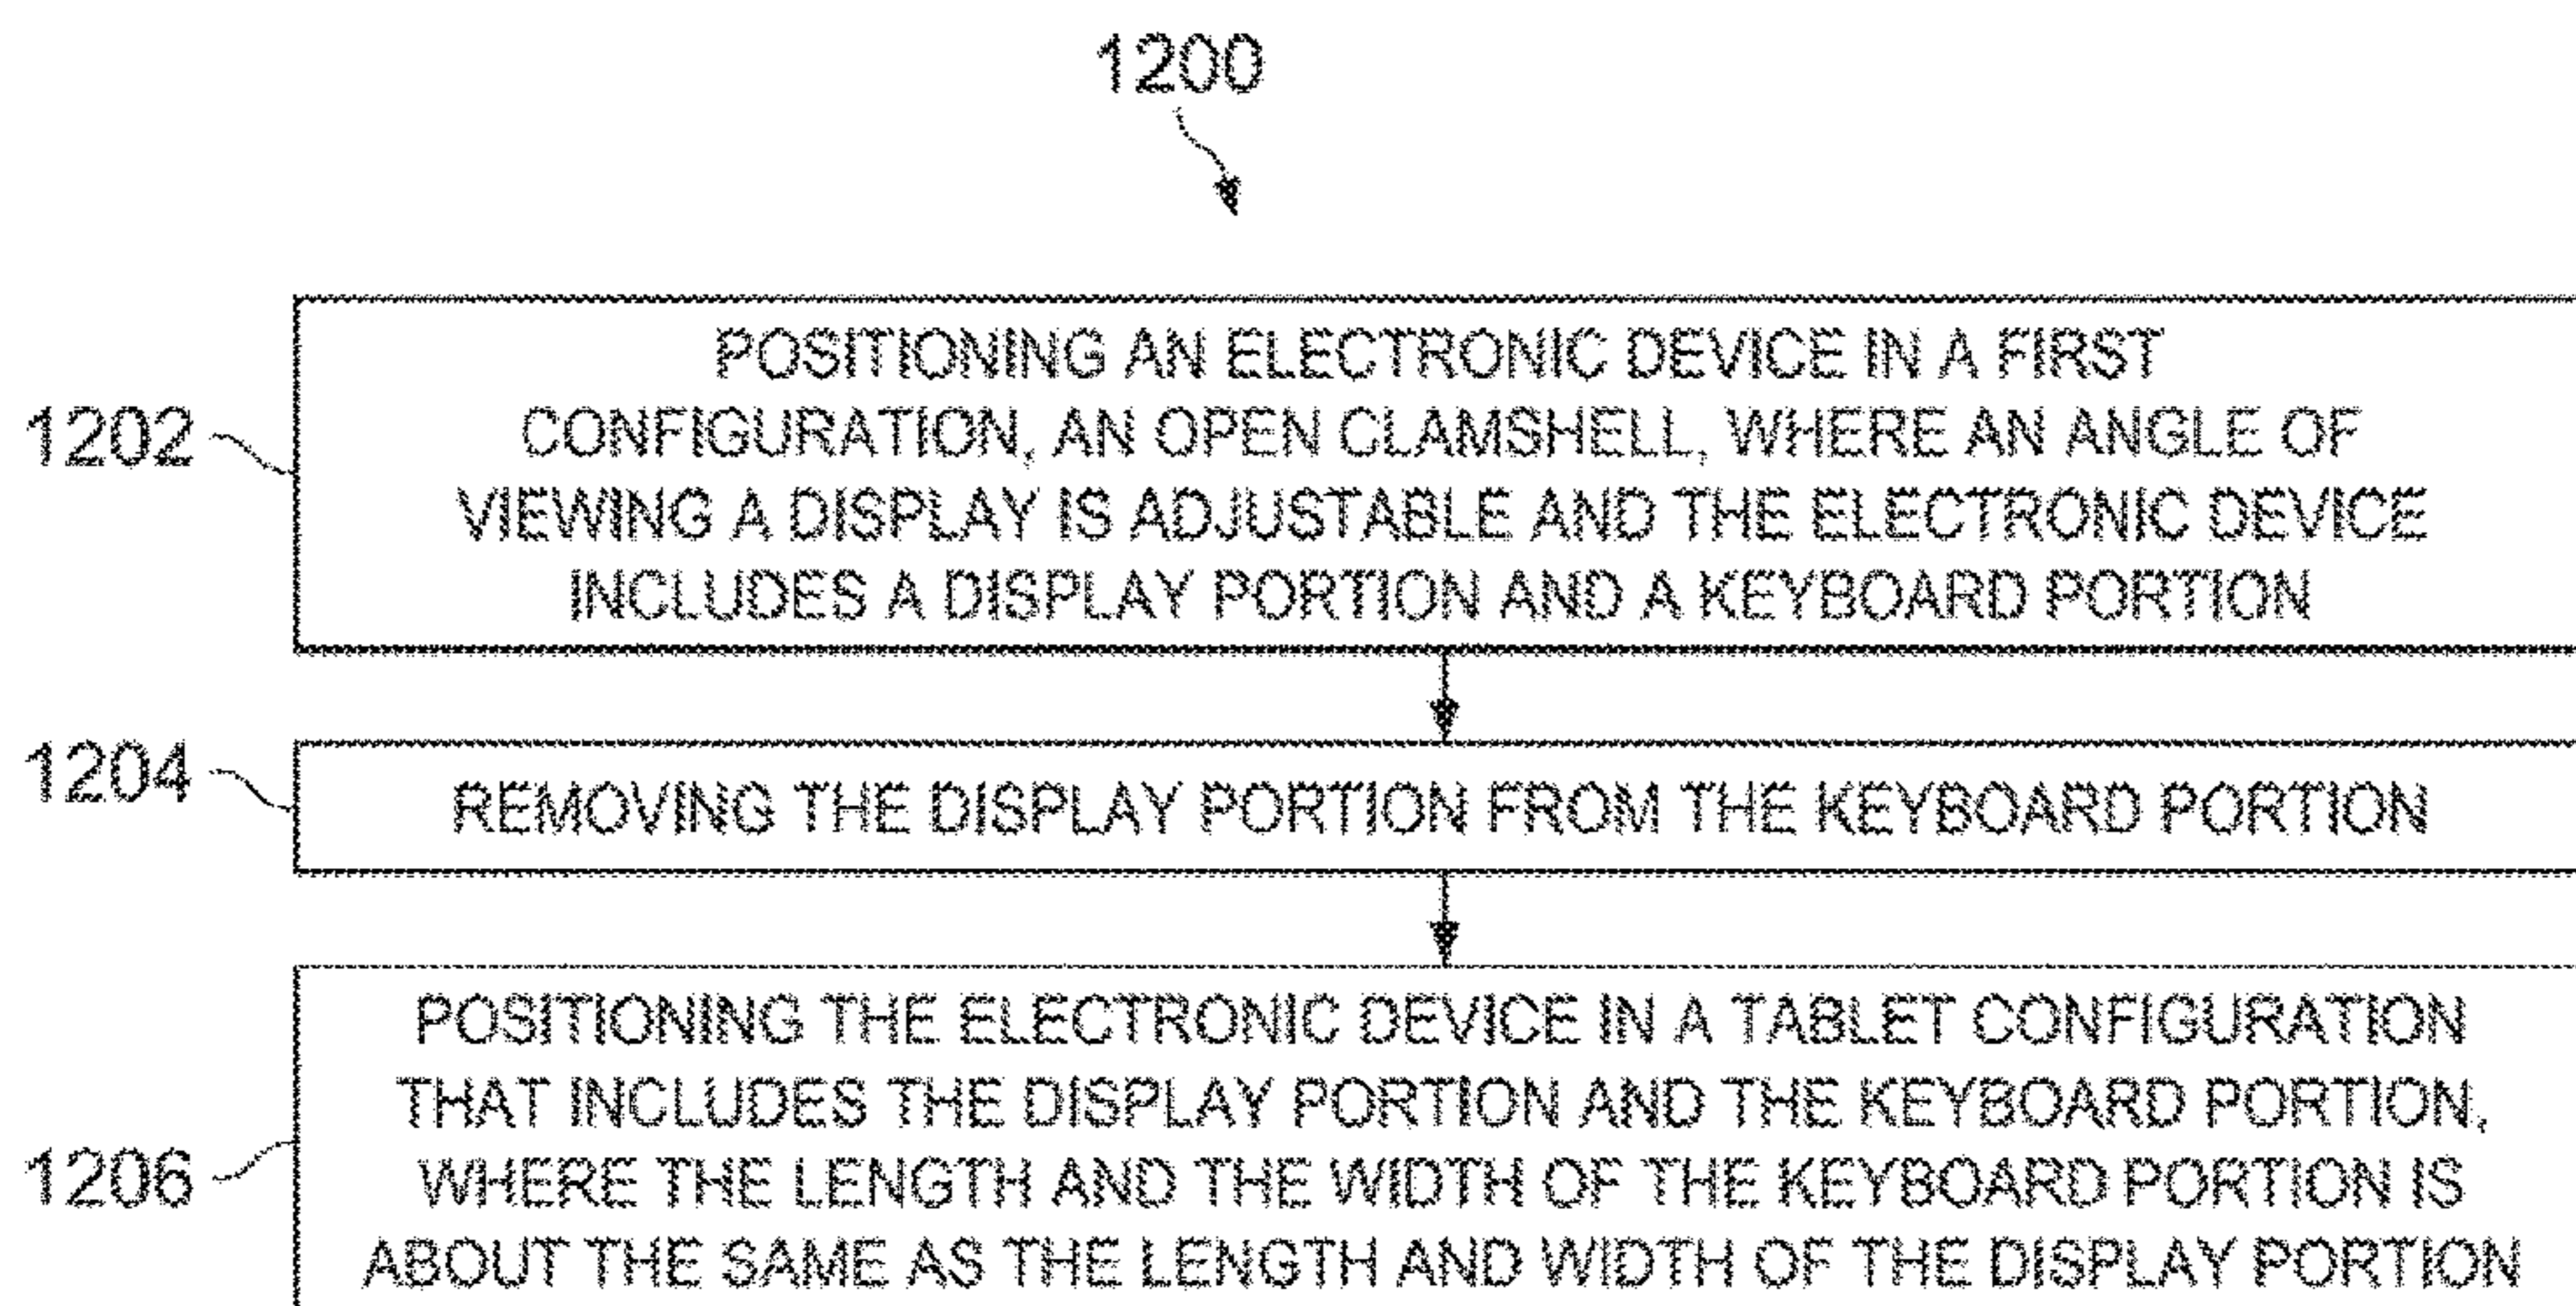 1200
1202
POSITIONING AN ELECTRONIC DEVICE IN A FIRST
CONFIGURATION, AN OPEN CLAMSHELL, WHERE AN ANGLE OF
VIEWING A DISPLAY IS ADJUSTABLE AND THE ELECTRONIC DEVICE
INCLUDES A DISPLAY PORTION AND A KEYBOARD PORTION
1204
REMOVING THE DISPLAY PORTION FROM THE KEYBOARD PORTION
1206
POSITIONING THE ELECTRONIC DEVICE IN A TABLET CONFIGURATION
THAT INCLUDES THE DISPLAY PORTION AND THE KEYBOARD PORTION,
WHERE THE LENGTH AND THE WIDTH OF THE KEYBOARD PORTION IS
ABOUT THE SAME AS THE LENGTH AND WIDTH OF THE DISPLAY PORTION